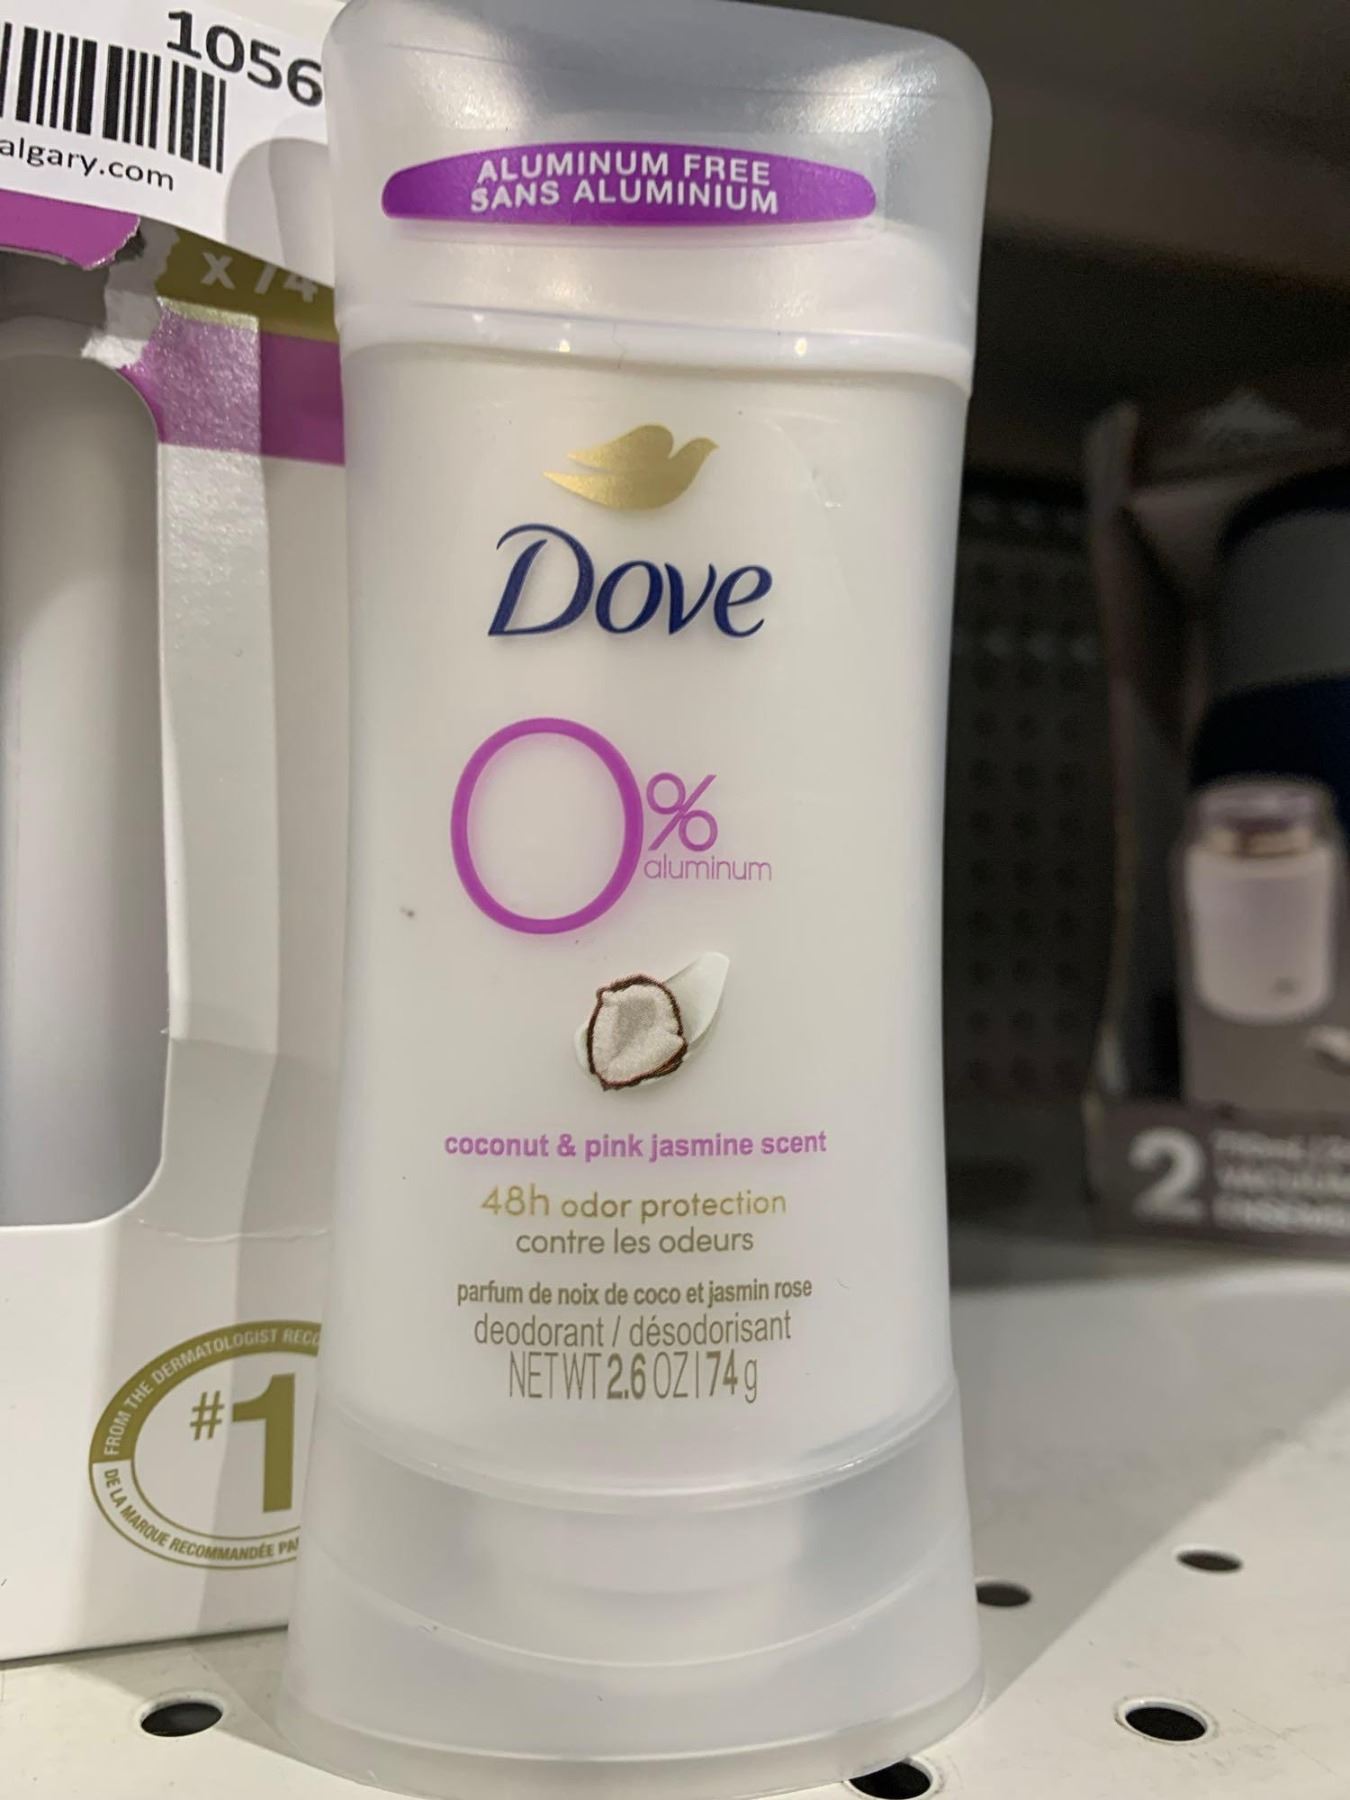 1056
algary.com
x 74
ALUMINUM FREE
SANS ALUMINIUM
Dove
0%
aluminum
coconut & pink jasmine scent
48h odor protection
contre les odeurs
parfum de noix de coco et jasmin rose
deodorant / désodorisant
NET WT 2.6 OZ | 74 g
FROM THE DERMATOLOGIST RECO
#1
DE LA MARQUE RECOMMANDÉE PA
2